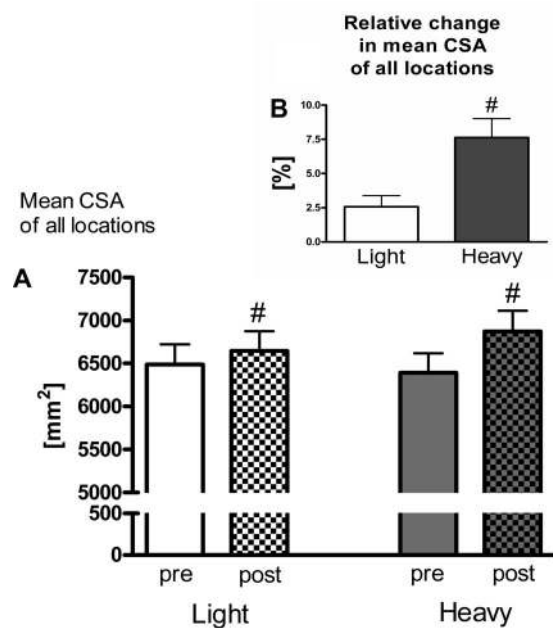 Relative change
in mean CSA
of all locations
B
#
10.0
7.5
5.0
2.5
0.0
[%]
Light Heavy
Mean CSA
of all locations
A
7500
7000
6500
6000
5500
5000
500
0
[mm²]
# #
pre post pre post
Light Heavy